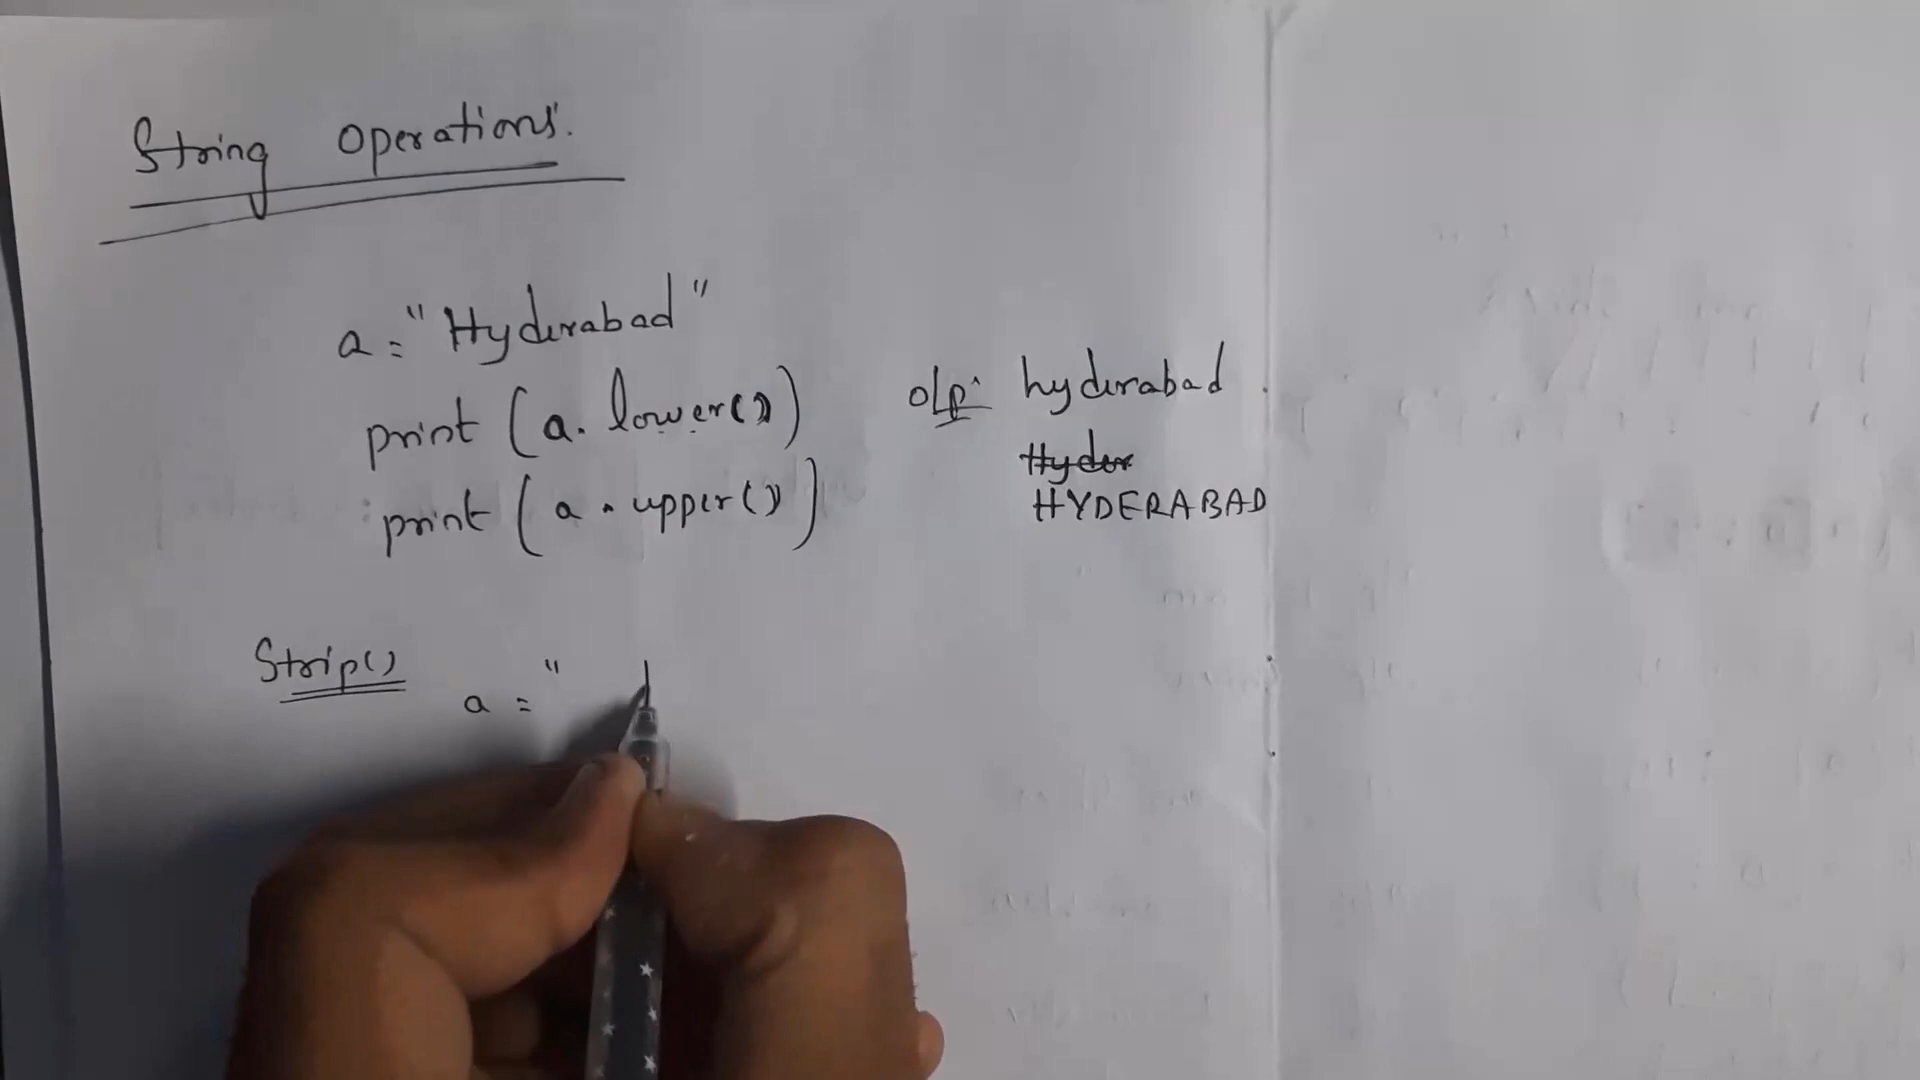 String Operations.
a = "Hyderabad"
print (a. lower())
o/p: hyderabad.
print (a. upper())
Hyder
HYDERABAD
Strip()
a = "